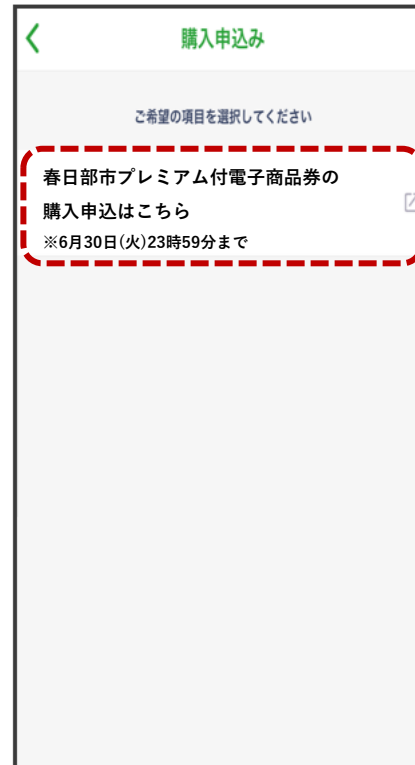 購入申込み
ご希望の項目を選択してください
春日部市プレミアム付電子商品券の
購入申込はこちら
※6月30日(火)23時59分まで